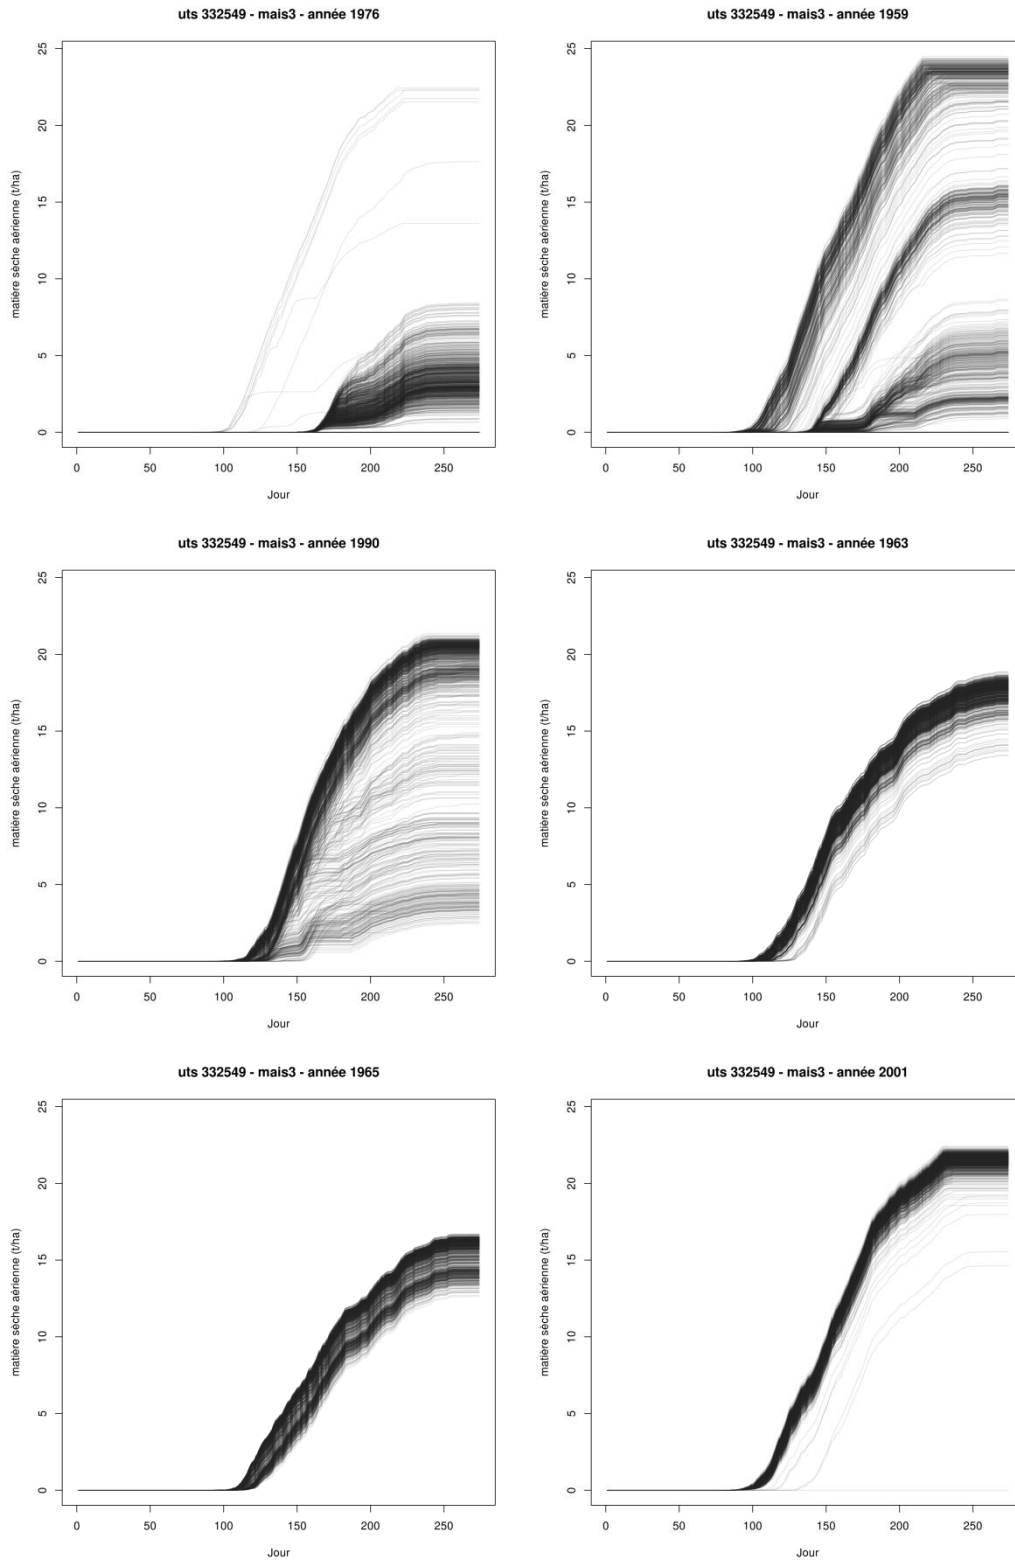 uts 332549 - mais3 - année 1976
matière sèche aérienne (t/ha)
25
20
15
10
5
0
0 50 100 150 200 250
Jour
uts 332549 - mais3 - année 1959
matière sèche aérienne (t/ha)
25
20
15
10
5
0
0 50 100 150 200 250
Jour
uts 332549 - mais3 - année 1990
matière sèche aérienne (t/ha)
25
20
15
10
5
0
0 50 100 150 200 250
Jour
uts 332549 - mais3 - année 1963
matière sèche aérienne (t/ha)
25
20
15
10
5
0
0 50 100 150 200 250
Jour
uts 332549 - mais3 - année 1965
matière sèche aérienne (t/ha)
25
20
15
10
5
0
0 50 100 150 200 250
Jour
uts 332549 - mais3 - année 2001
matière sèche aérienne (t/ha)
25
20
15
10
5
0
0 50 100 150 200 250
Jour